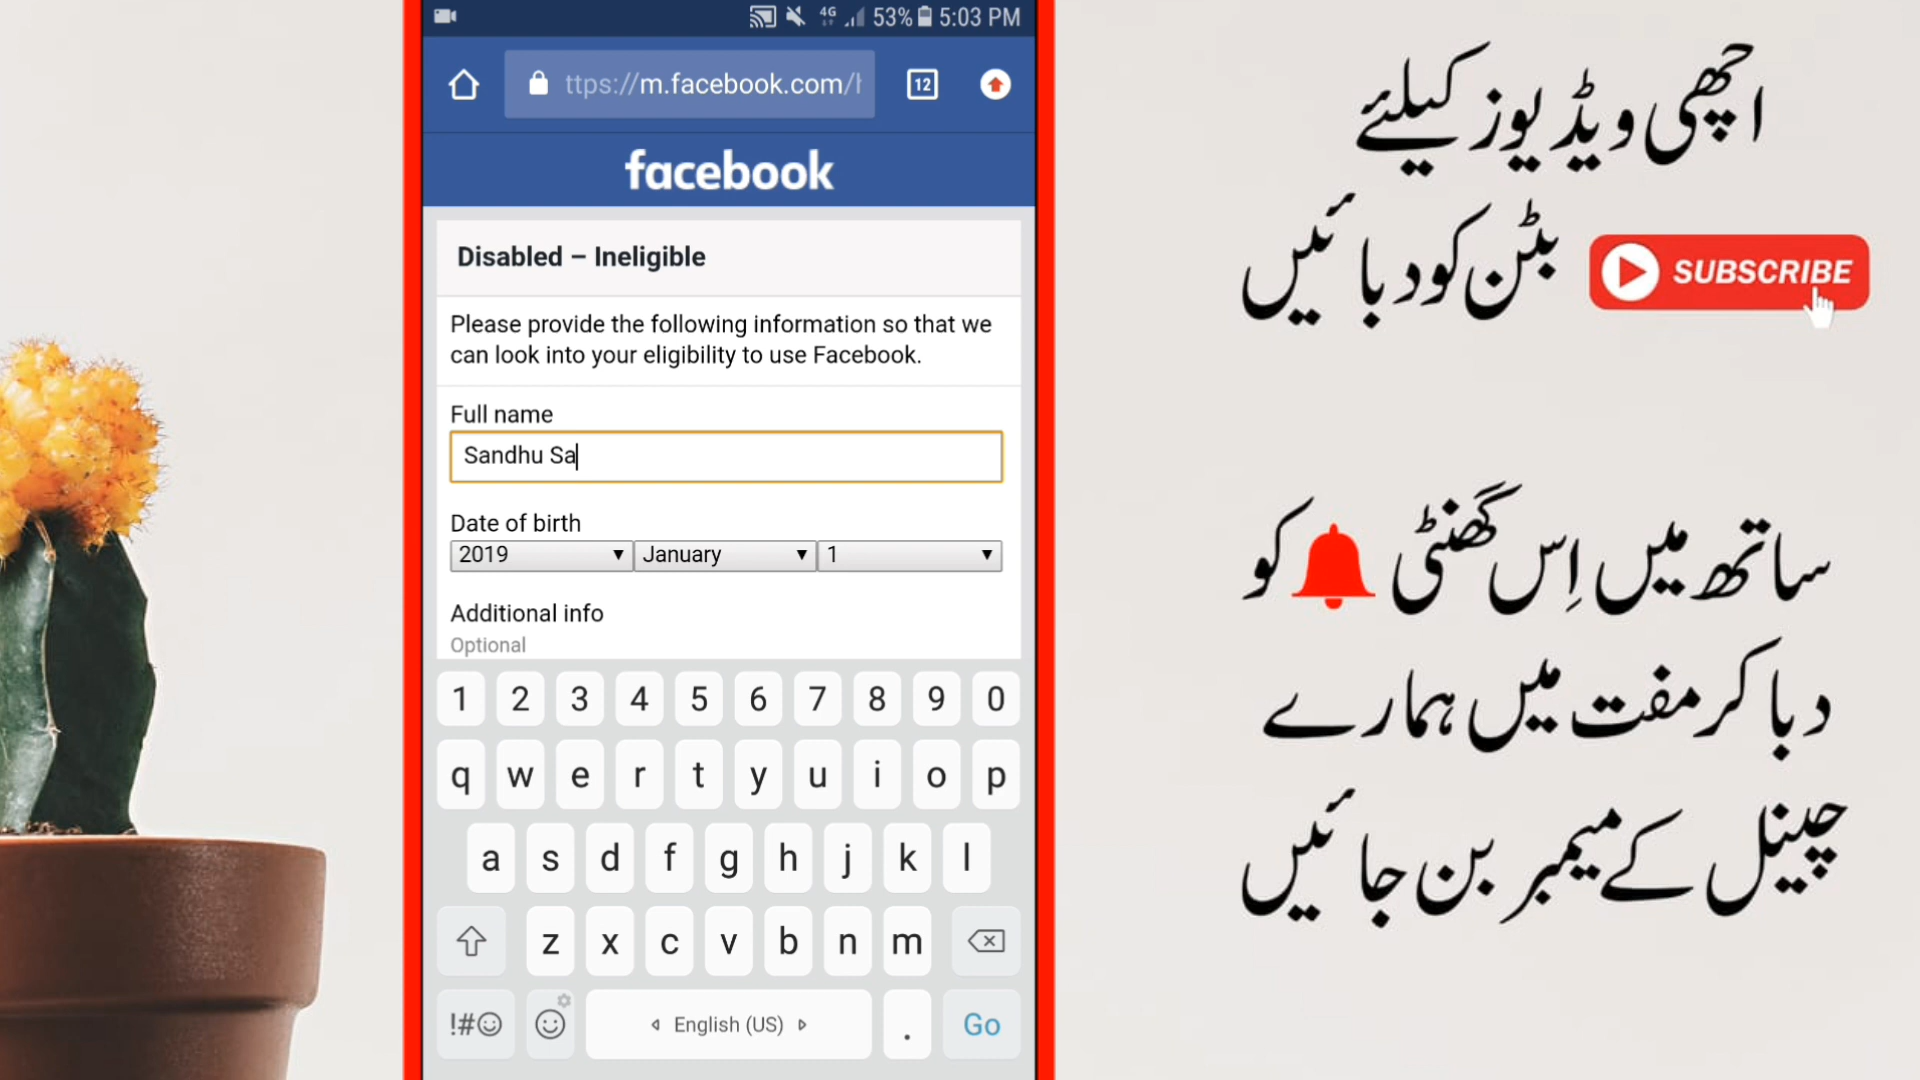 53% 5:03 PM
4G
ttps://m.facebook.com/h
12
facebook
Disabled – Ineligible
Please provide the following information so that we
can look into your eligibility to use Facebook.
Full name
Sandhu Sa
Date of birth
2019 January 1
Additional info
Optional
1 2 3 4 5 6 7 8 9 0
q w e r t y u i o p
a s d f g h j k l
z x c v b n m
!#☺ English (US) . Go
اچھی ویڈیوز کیلئے
SUBSCRIBE بٹن کو دبائیں
ساتھ میں اِس گھنٹی کو
دبا کر مفت میں ہمارے
چینل کے میمبر بن جائیں